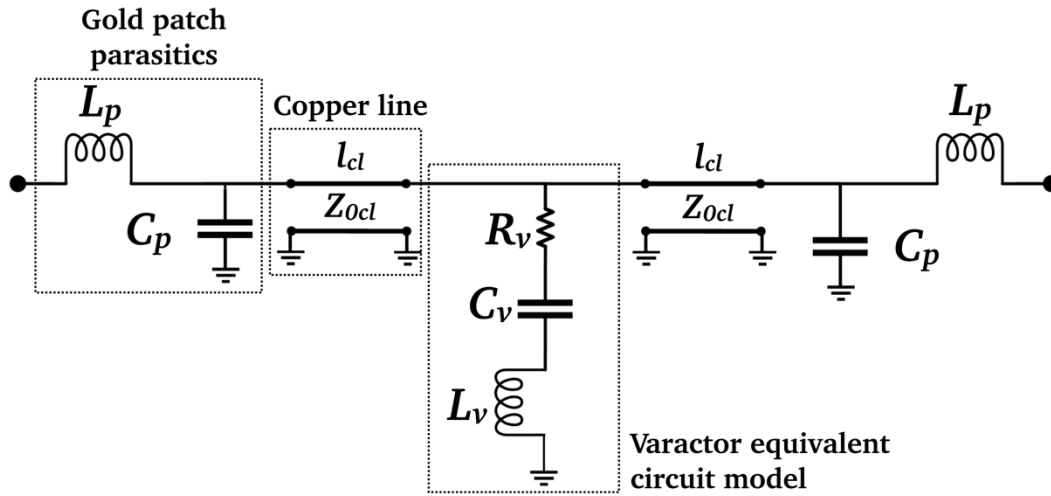 Gold patch
parasitics
Lp
Copper line
Lp
lcl
lcl
Cp
Z0cl
Rv
Z0cl
Cp
Cv
Lv
Varactor equivalent
circuit model